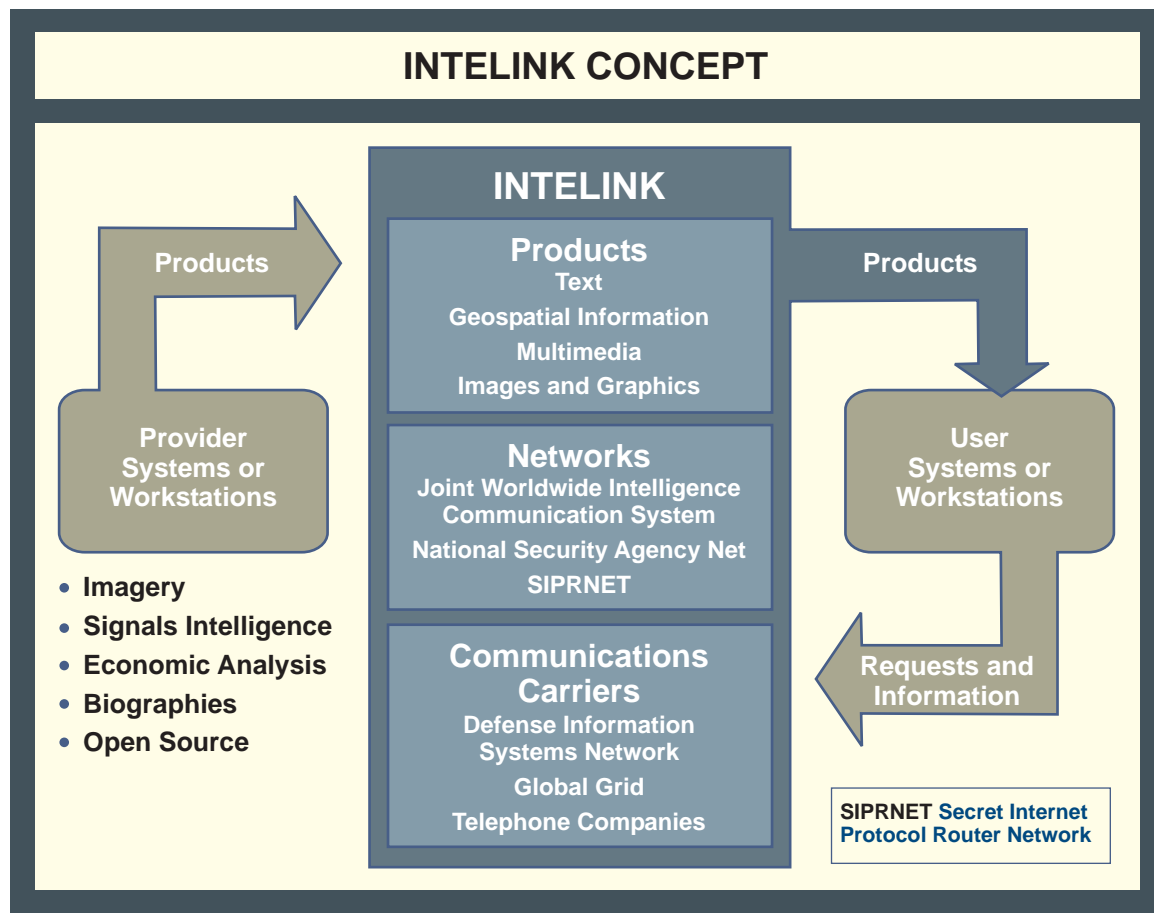 INTELINK CONCEPT
INTELINK
Products
Products
Text
Geospatial Information
Multimedia
Images and Graphics
Products
Provider
Systems or
Workstations
Networks
Joint Worldwide Intelligence
Communication System
National Security Agency Net
SIPRNET
User
Systems or
Workstations
Imagery
Signals Intelligence
Economic Analysis
Biographies
Open Source
Communications
Carriers
Defense Information
Systems Network
Global Grid
Telephone Companies
Requests and
Information
SIPRNET Secret Internet
Protocol Router Network